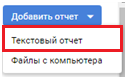 Добавить отчет
Текстовый отчет
Файлы с компьютера